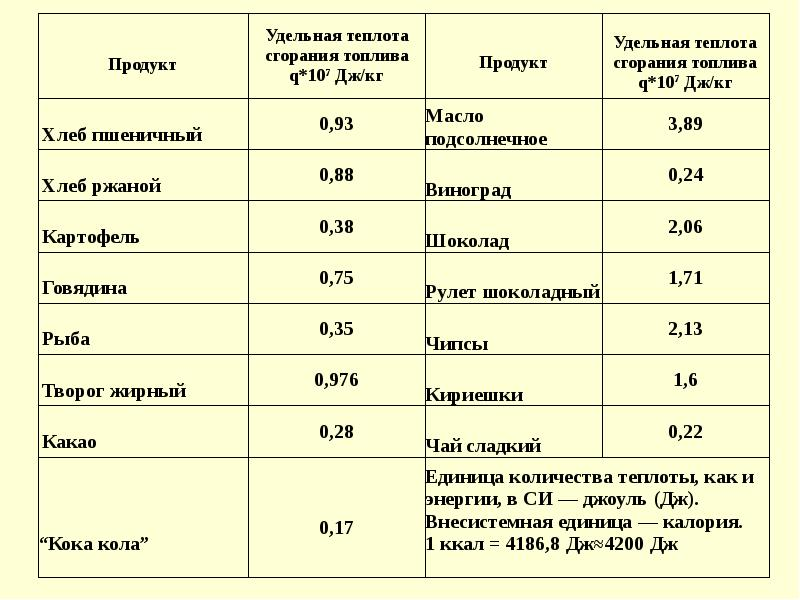 Продукт
Удельная теплота
сгорания топлива
q*10⁷ Дж/кг
Продукт
Удельная теплота
сгорания топлива
q*10⁷ Дж/кг
Хлеб пшеничный
0,93
Масло
подсолнечное
3,89
Хлеб ржаной
0,88
Виноград
0,24
Картофель
0,38
Шоколад
2,06
Говядина
0,75
Рулет шоколадный
1,71
Рыба
0,35
Чипсы
2,13
Творог жирный
0,976
Кириешки
1,6
Какао
0,28
Чай сладкий
0,22
“Кока кола”
0,17
Единица количества теплоты, как и
энергии, в СИ — джоуль (Дж).
Внесистемная единица — калория.
1 ккал = 4186,8 Дж≈4200 Дж